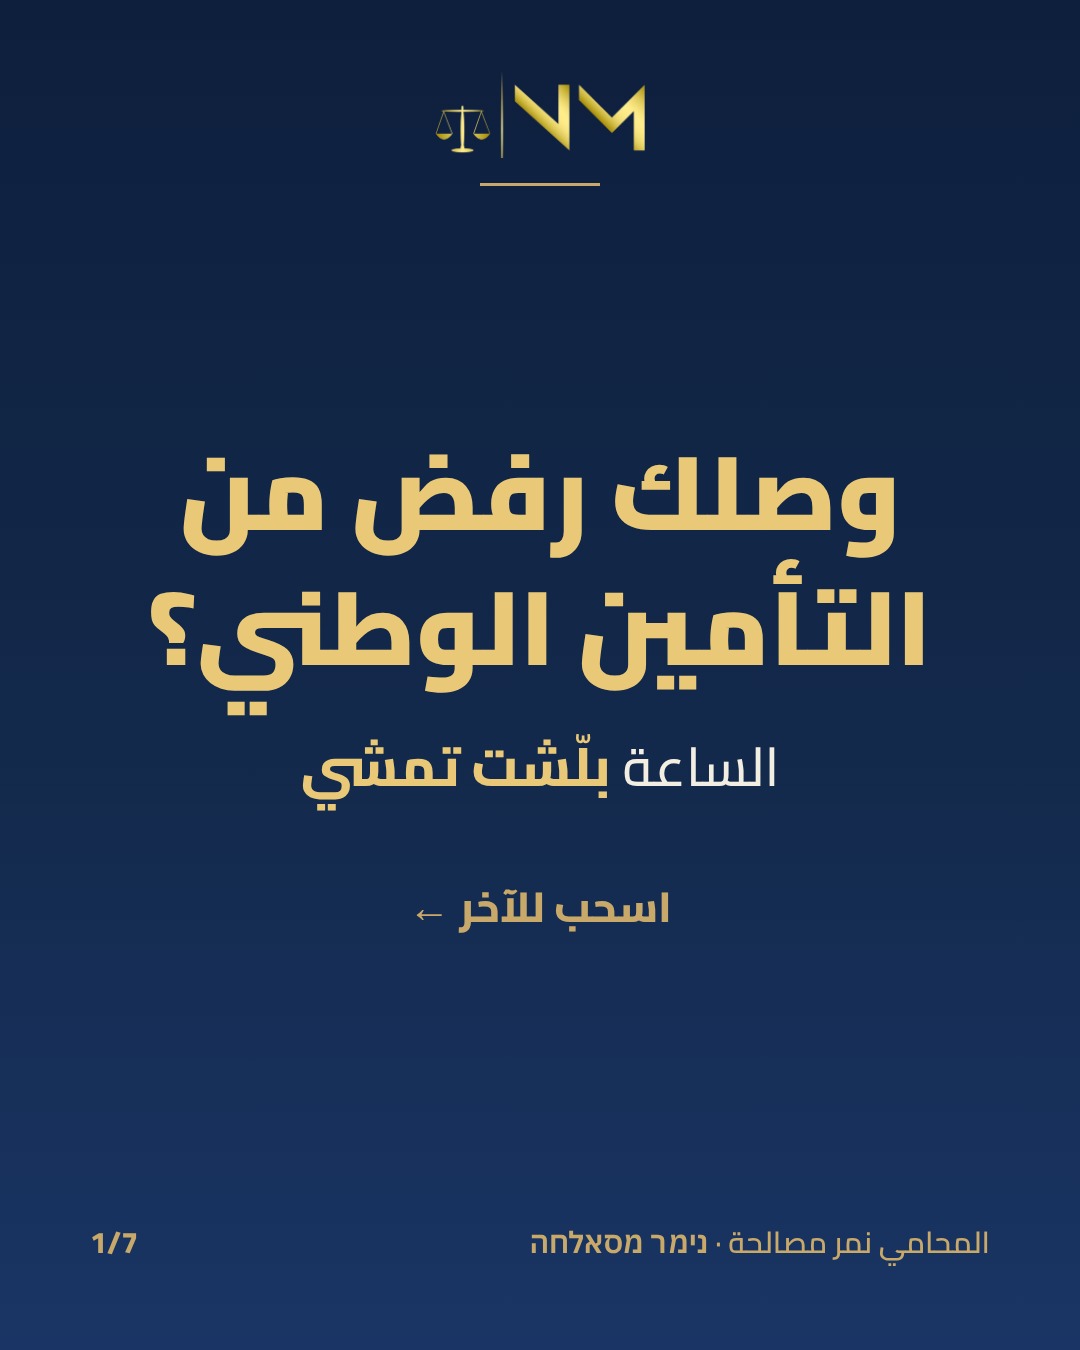 NM
وصلك رفض من
التأمين الوطني؟
الساعة بلّشت تمشي
اسحب للآخر ←
المحامي نمر مصالحة · נימר מסאלחה
1/7